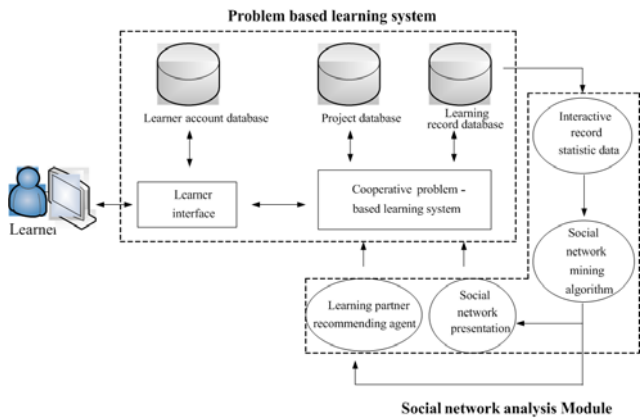 Problem based learning system
Learner account database
Project database
Learning
record database
Interactive
record
statistic data
Learner
interface
Cooperative problem -
based learning system
Learner
Social
network
mining
algorithm
Learning partner
recommending agent
Social
network
presentation
Social network analysis Module